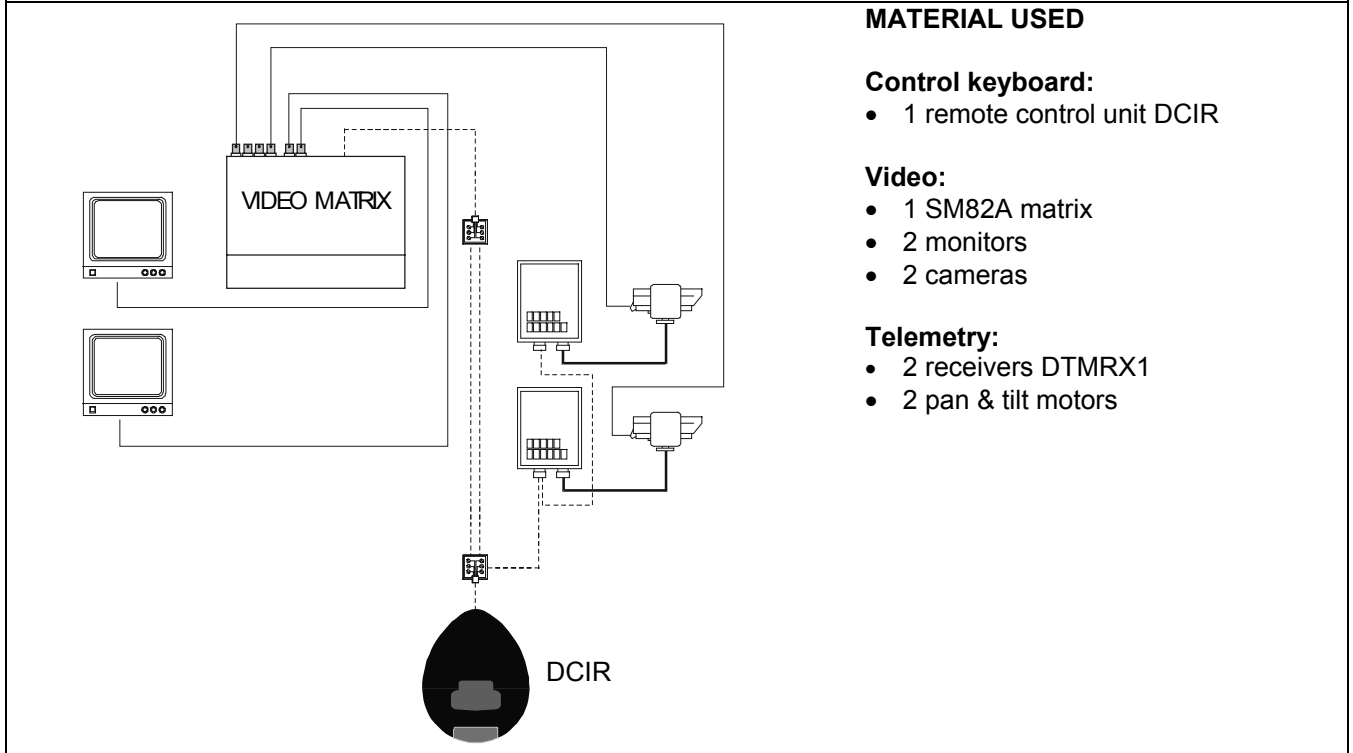 VIDEO MATRIX
DCIR
MATERIAL USED
Control keyboard:
• 1 remote control unit DCIR
Video:
• 1 SM82A matrix
• 2 monitors
• 2 cameras
Telemetry:
• 2 receivers DTMRX1
• 2 pan & tilt motors